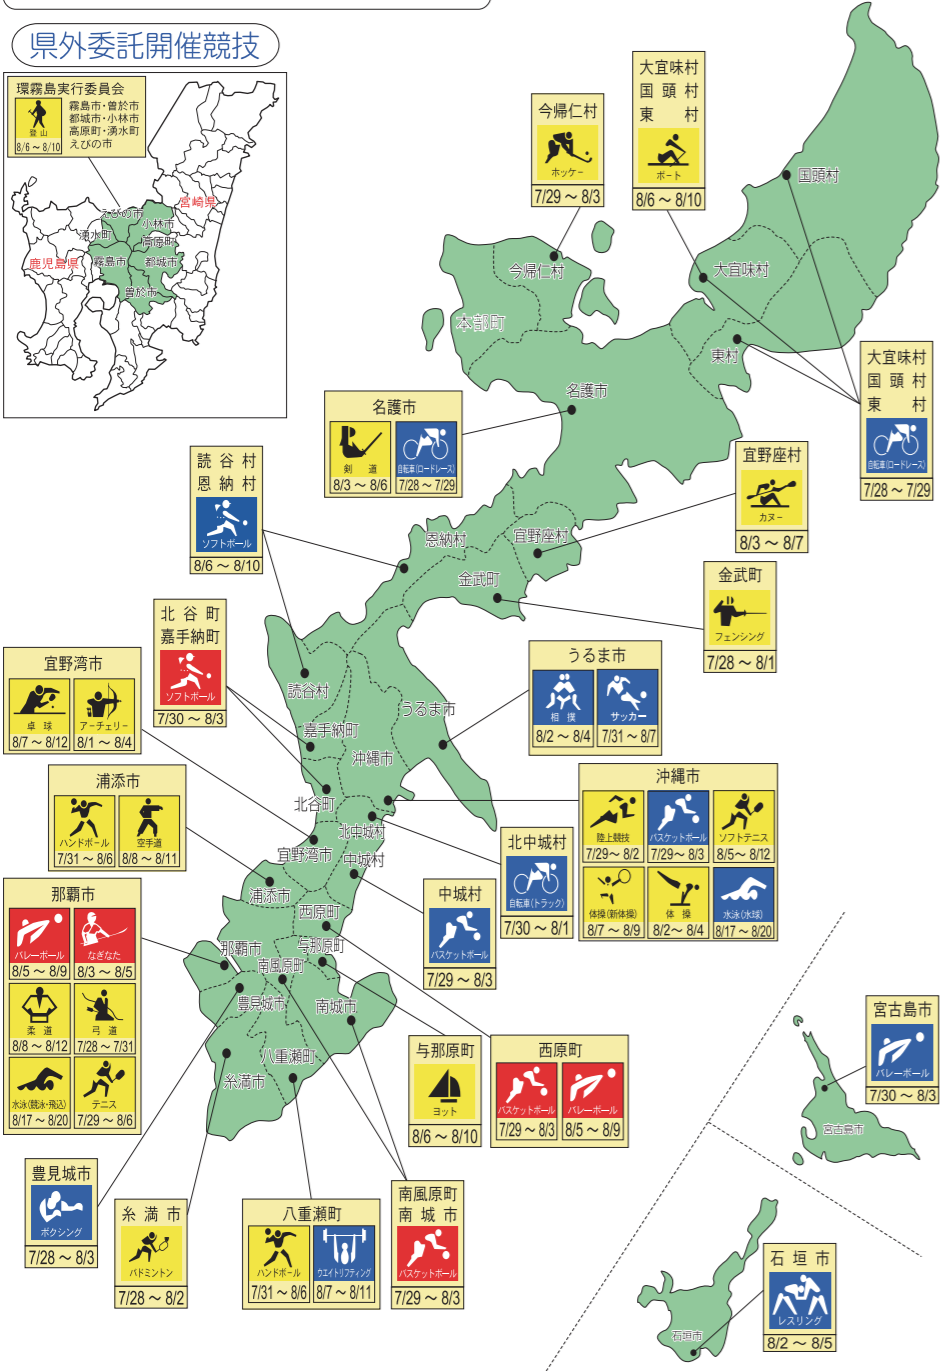 県外委託開催競技
環霧島実行委員会
登山
霧島市・曽於市
都城市・小林市
高原町・湧水町
えびの市
8/6 ～ 8/10
宮崎県
鹿児島県
えびの市
小林市
湧水町
高原町
霧島市
都城市
曽於市
今帰仁村
ホッケー
7/29 ～ 8/3
大宜味村
国頭村
東村
ボート
8/6 ～ 8/10
国頭村
大宜味村
今帰仁村
本部町
東村
名護市
大宜味村
国頭村
東村
自転車(ロードレース)
7/28 ～ 7/29
名護市
剣道
8/3 ～ 8/6
自転車(ロードレース)
7/28 ～ 7/29
読谷村
恩納村
ソフトボール
8/6 ～ 8/10
宜野座村
カヌー
8/3 ～ 8/7
恩納村
宜野座村
金武町
金武町
フェンシング
7/28 ～ 8/1
北谷町
嘉手納町
ソフトボール
7/30 ～ 8/3
うるま市
相撲
8/2 ～ 8/4
サッカー
7/31 ～ 8/7
宜野湾市
卓球
8/7 ～ 8/12
アーチェリー
8/1 ～ 8/4
読谷村
うるま市
嘉手納町
沖縄市
北谷町
北中城村
宜野湾市
中城村
浦添市
西原町
那覇市
与那原町
南風原町
豊見城市
南城市
八重瀬町
糸満市
浦添市
ハンドボール
7/31 ～ 8/6
空手道
8/8 ～ 8/11
沖縄市
陸上競技
7/29～ 8/2
バスケットボール
7/29 ～ 8/3
ソフトテニス
8/5～ 8/12
体操(新体操)
8/7 ～ 8/9
体操
8/2～ 8/4
水泳(水球)
8/17 ～ 8/20
北中城村
自転車(トラック)
7/30 ～ 8/1
中城村
バスケットボール
7/29 ～ 8/3
那覇市
バレーボール
8/5 ～ 8/9
なぎなた
8/3 ～ 8/5
柔道
8/8 ～ 8/12
弓道
7/28 ～ 7/31
水泳(競泳・飛込)
8/17 ～ 8/20
テニス
7/29 ～ 8/6
与那原町
ヨット
8/6 ～ 8/10
西原町
バスケットボール
7/29 ～ 8/3
バレーボール
8/5 ～ 8/9
宮古島市
バレーボール
7/30 ～ 8/3
宮古島市
豊見城市
ボクシング
7/28 ～ 8/3
糸満市
バドミントン
7/28 ～ 8/2
八重瀬町
ハンドボール
7/31 ～ 8/6
ウエイトリフティング
8/7 ～ 8/11
南風原町
南城市
バスケットボール
7/29 ～ 8/3
石垣市
レスリング
8/2 ～ 8/5
石垣市